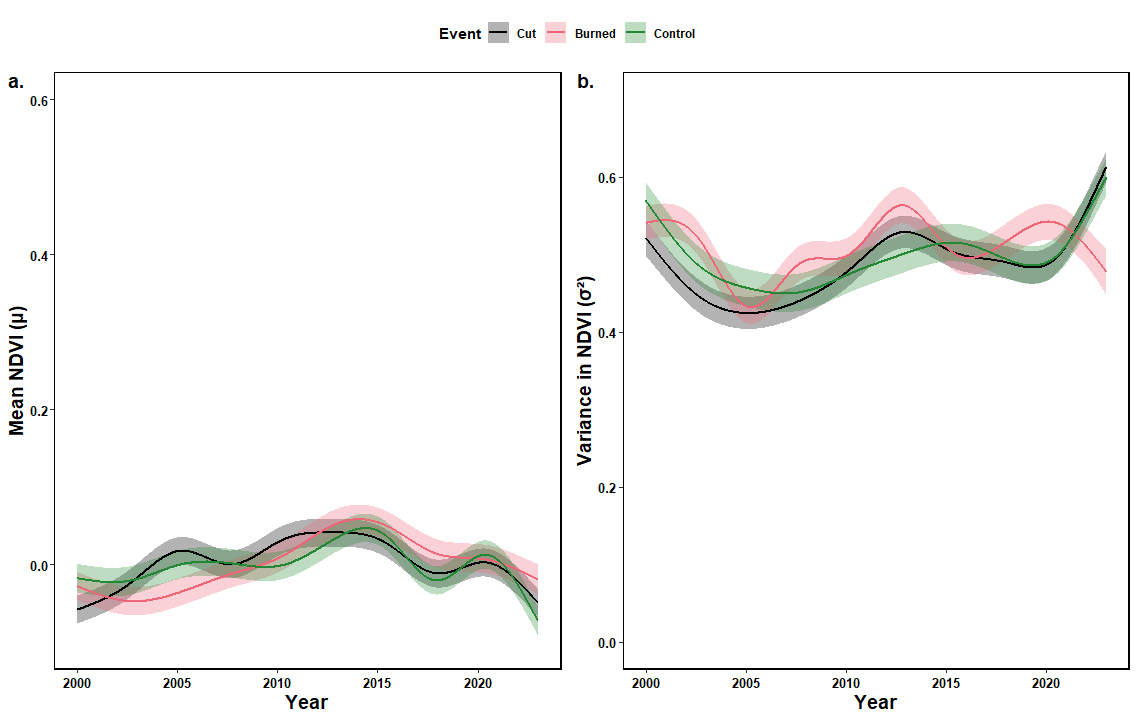 Event Cut Burned Control
a.
Mean NDVI (μ)
0.6
0.4
0.2
0.0
2000 2005 2010 2015 2020
Year
b.
Variance in NDVI (σ²)
0.6
0.4
0.2
0.0
2000 2005 2010 2015 2020
Year